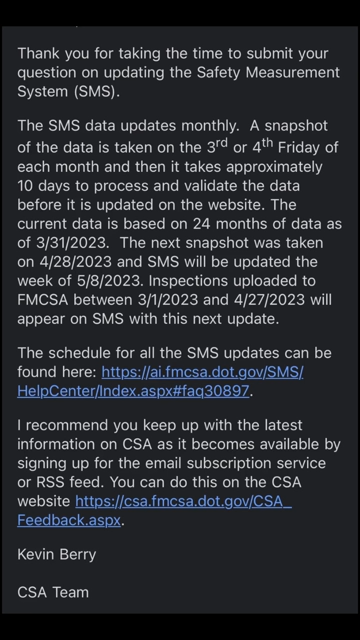 Thank you for taking the time to submit your
question on updating the Safety Measurement
System (SMS).
The SMS data updates monthly.  A snapshot
of the data is taken on the 3rd or 4th Friday of
each month and then it takes approximately
10 days to process and validate the data
before it is updated on the website. The
current data is based on 24 months of data as
of 3/31/2023.  The next snapshot was taken
on 4/28/2023 and SMS will be updated the
week of 5/8/2023. Inspections uploaded to
FMCSA between 3/1/2023 and 4/27/2023 will
appear on SMS with this next update.
The schedule for all the SMS updates can be
found here: https://ai.fmcsa.dot.gov/SMS/
HelpCenter/Index.aspx#faq30897.
I recommend you keep up with the latest
information on CSA as it becomes available by
signing up for the email subscription service
or RSS feed. You can do this on the CSA
website https://csa.fmcsa.dot.gov/CSA_
Feedback.aspx.
Kevin Berry
CSA Team